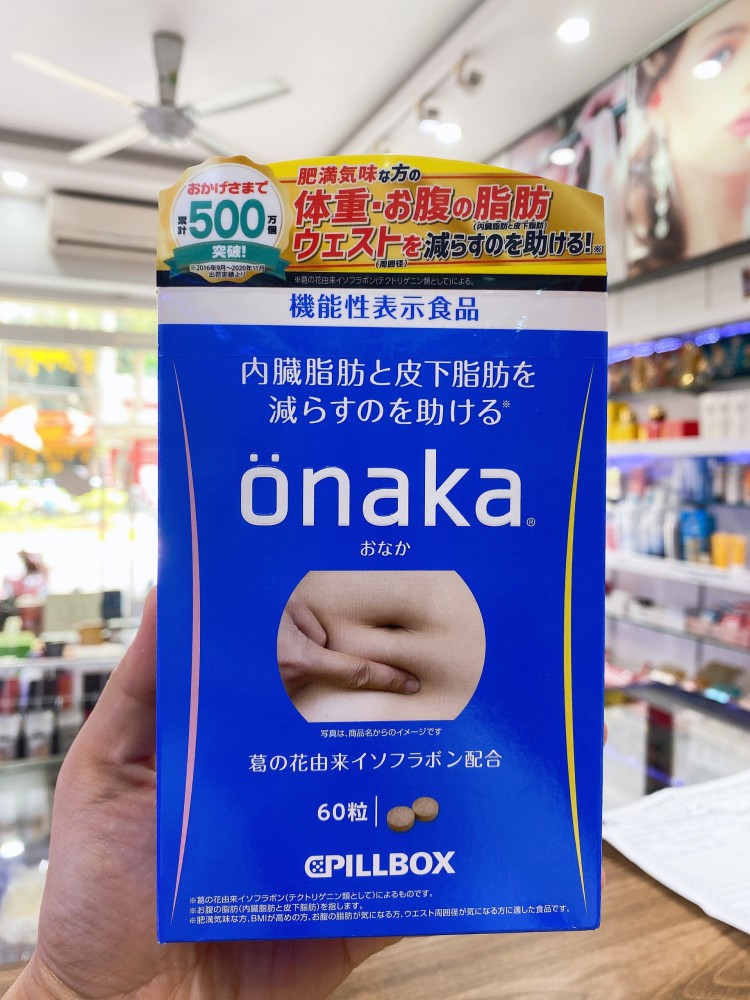 おかげさまで
累計500万個
突破!
※2016年9月〜2020年11月
出荷実績より
肥満気味な方の
体重・お腹の脂肪
(内臓脂肪と皮下脂肪)
ウエストを減らすのを助ける!※
(周囲径)
※葛の花由来イソフラボン(テクトリゲニン類として)による。
機能性表示食品
内臓脂肪と皮下脂肪を
減らすのを助ける※
önaka®
おなか
写真は、商品名からのイメージです
葛の花由来イソフラボン配合
60粒
PILLBOX
※葛の花由来イソフラボン(テクトリゲニン類として)によるものです。
※お腹の脂肪(内臓脂肪と皮下脂肪)を指します。
※肥満気味な方、BMIが高めの方、お腹の脂肪が気になる方、ウエスト周囲径が気になる方に適した食品です。